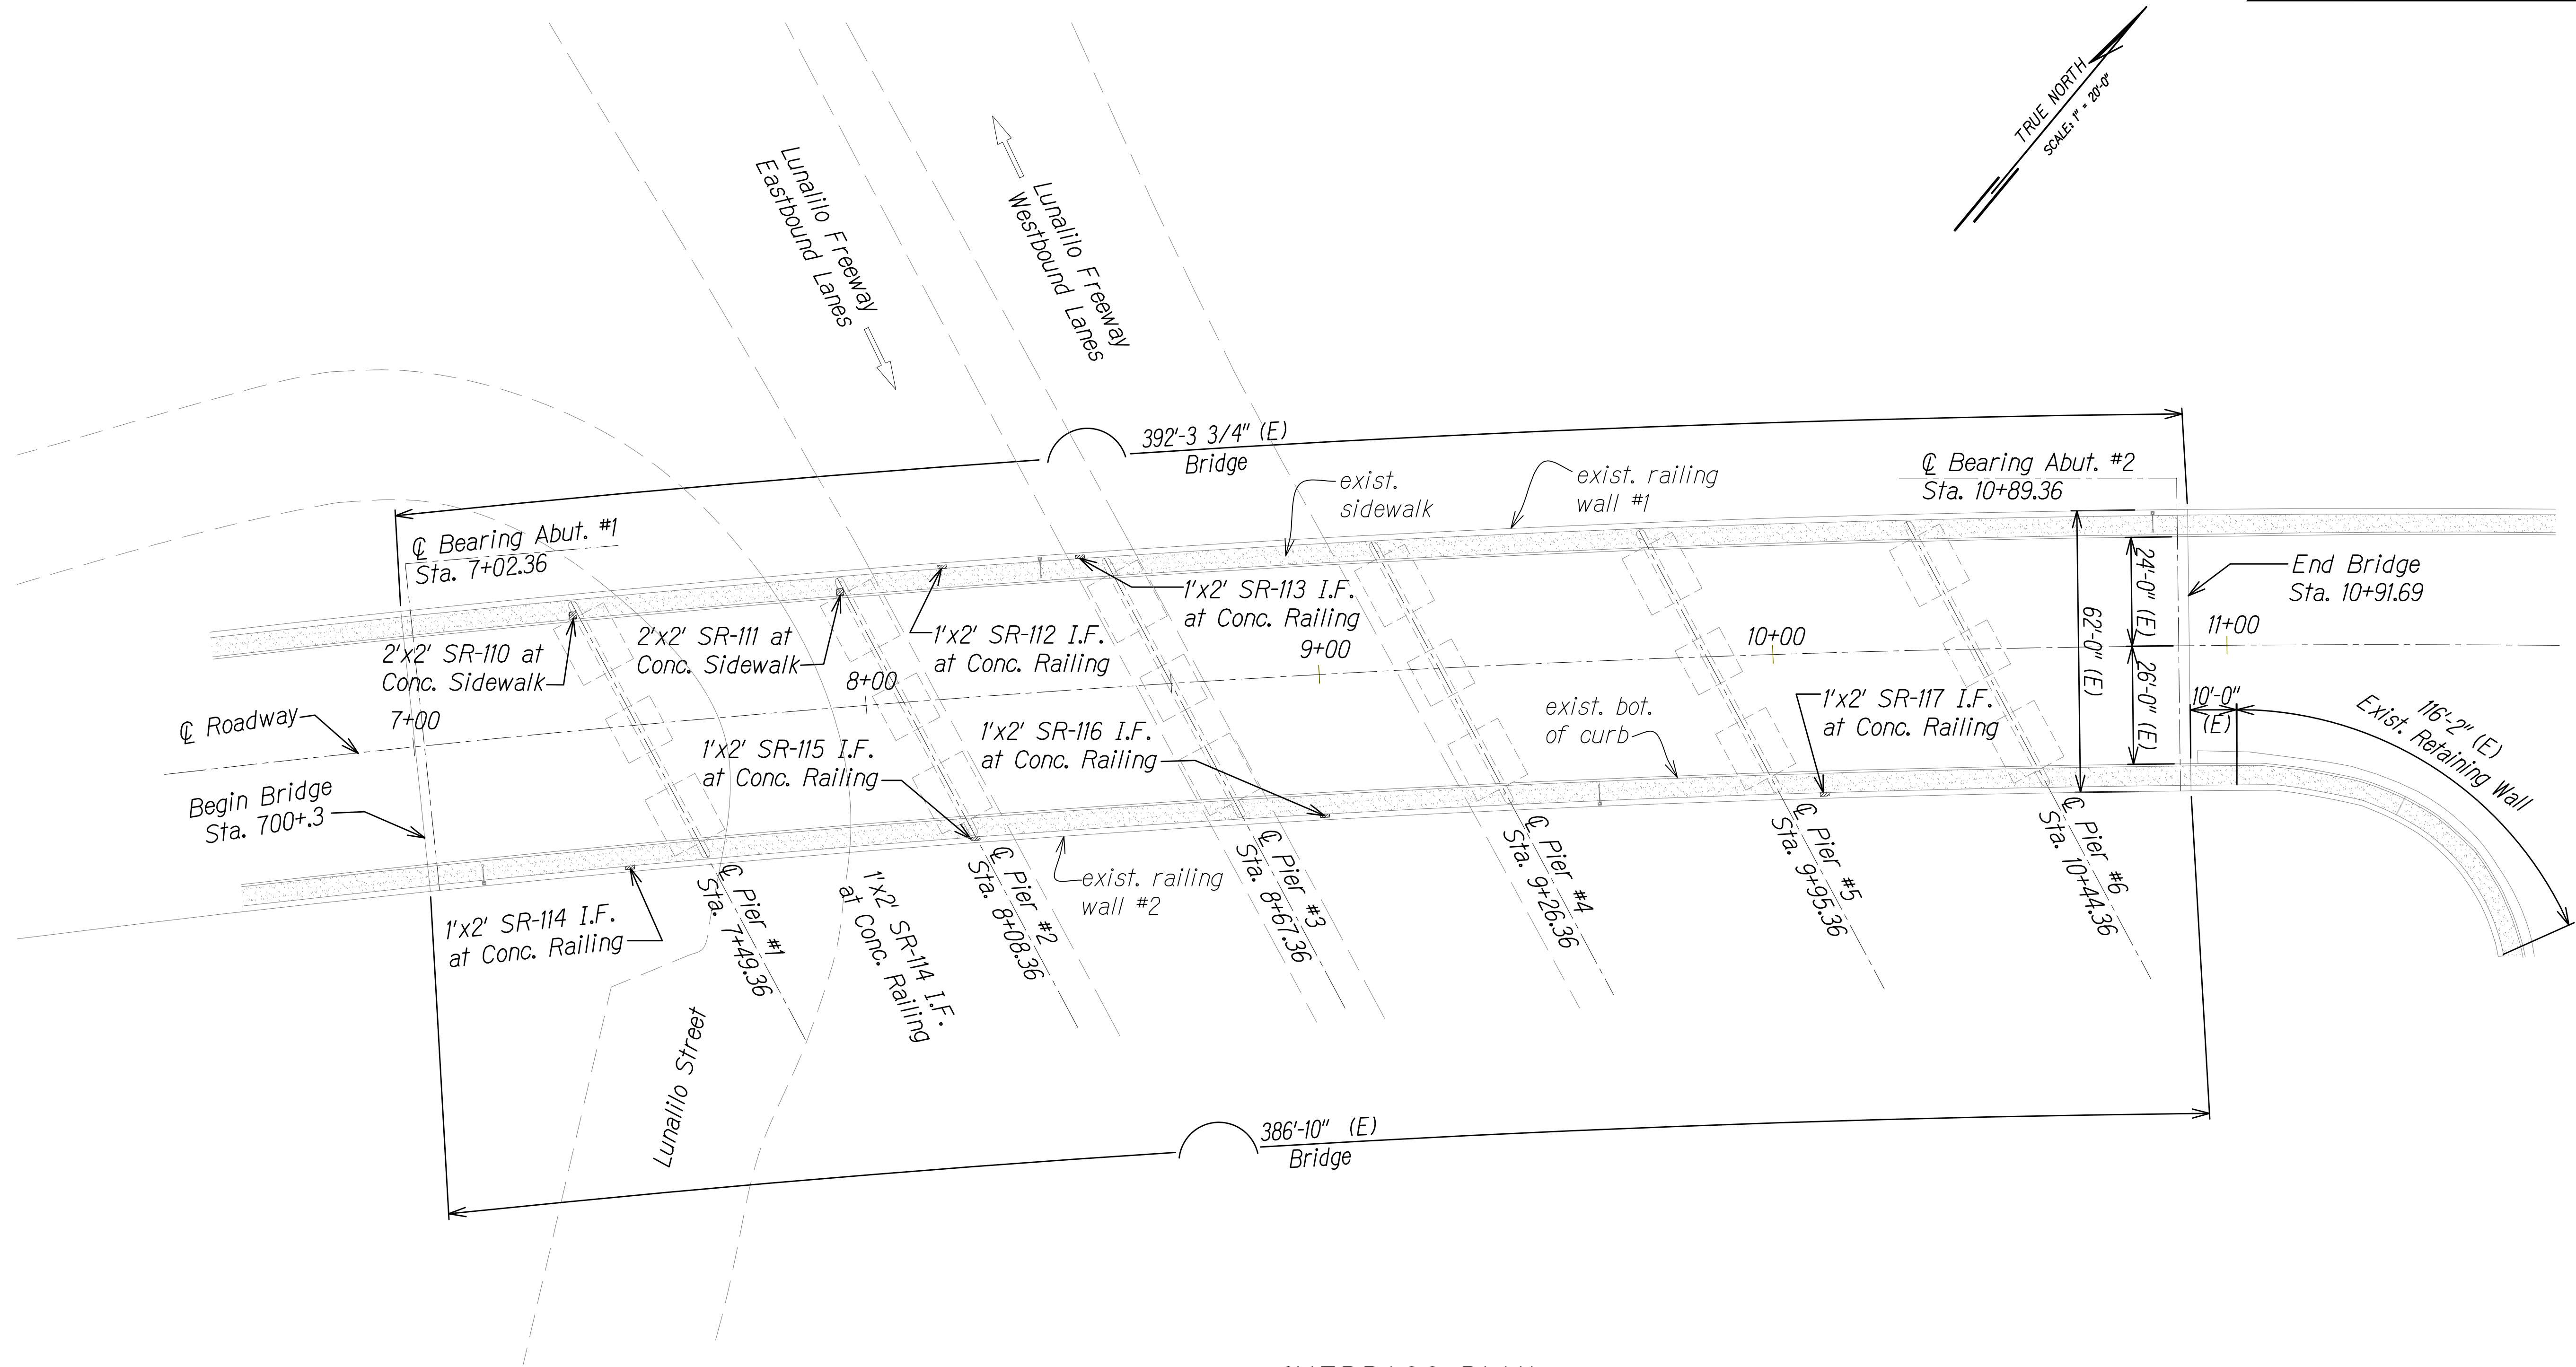 TRUE NORTH
SCALE: 1" = 20'-0"
Lunalilo Freeway
Eastbound Lanes
Lunalilo Freeway
Westbound Lanes
392'-3 3/4" (E)
Bridge
℄ Bearing Abut. #1
Sta. 7+02.36
exist.
sidewalk
exist. railing
wall #1
℄ Bearing Abut. #2
Sta. 10+89.36
End Bridge
Sta. 10+91.69
2'x2' SR-110 at
Conc. Sidewalk
2'x2' SR-111 at
Conc. Sidewalk
1'x2' SR-112 I.F.
at Conc. Railing
1'x2' SR-113 I.F.
at Conc. Railing
7+00
8+00
9+00
10+00
11+00
24'-0" (E)
62'-0" (E)
26'-0" (E)
10'-0"
(E)
116'-2" (E)
Exist. Retaining Wall
℄ Roadway
Begin Bridge
Sta. 700+.3
1'x2' SR-115 I.F.
at Conc. Railing
1'x2' SR-116 I.F.
at Conc. Railing
exist. bot.
of curb
1'x2' SR-117 I.F.
at Conc. Railing
1'x2' SR-114 I.F.
at Conc. Railing
℄ Pier #1
Sta. 7+49.36
1'x2' SR-114 I.F.
at Conc. Railing
℄ Pier #2
Sta. 8+08.36
exist. railing
wall #2
℄ Pier #3
Sta. 8+67.36
℄ Pier #4
Sta. 9+26.36
℄ Pier #5
Sta. 9+95.36
℄ Pier #6
Sta. 10+44.36
Lunalilo Street
386'-10" (E)
Bridge